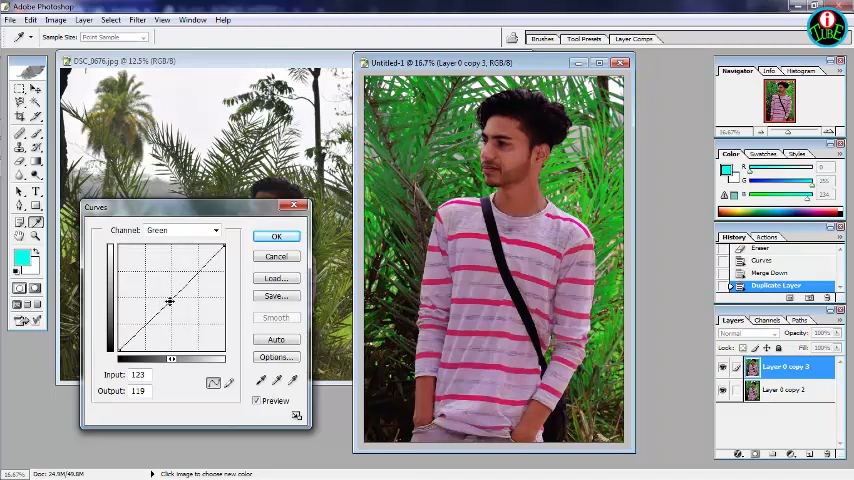 Adobe Photoshop
File Edit Image Layer Select Filter View Window Help
Sample Size: Point Sample
Brushes Tool Presets Layer Comps
i
TUBE
DSC_0676.jpg @ 12.5% (RGB/8)
Untitled-1 @ 16.7% (Layer 0 copy 3, RGB/8)
Navigator Info Histogram
16.67%
Color Swatches Styles
R 0
G 255
B 234
History Actions
Eraser
Curves
Merge Down
Duplicate Layer
Layers Channels Paths
Normal Opacity: 100%
Lock: Fill: 100%
Layer 0 copy 3
Layer 0 copy 2
Curves
Channel: Green
OK
Cancel
Load...
Save...
Smooth
Auto
Options...
Input: 123
Output: 119
Preview
16.67% Doc: 24.9M/49.8M Click image to choose new color